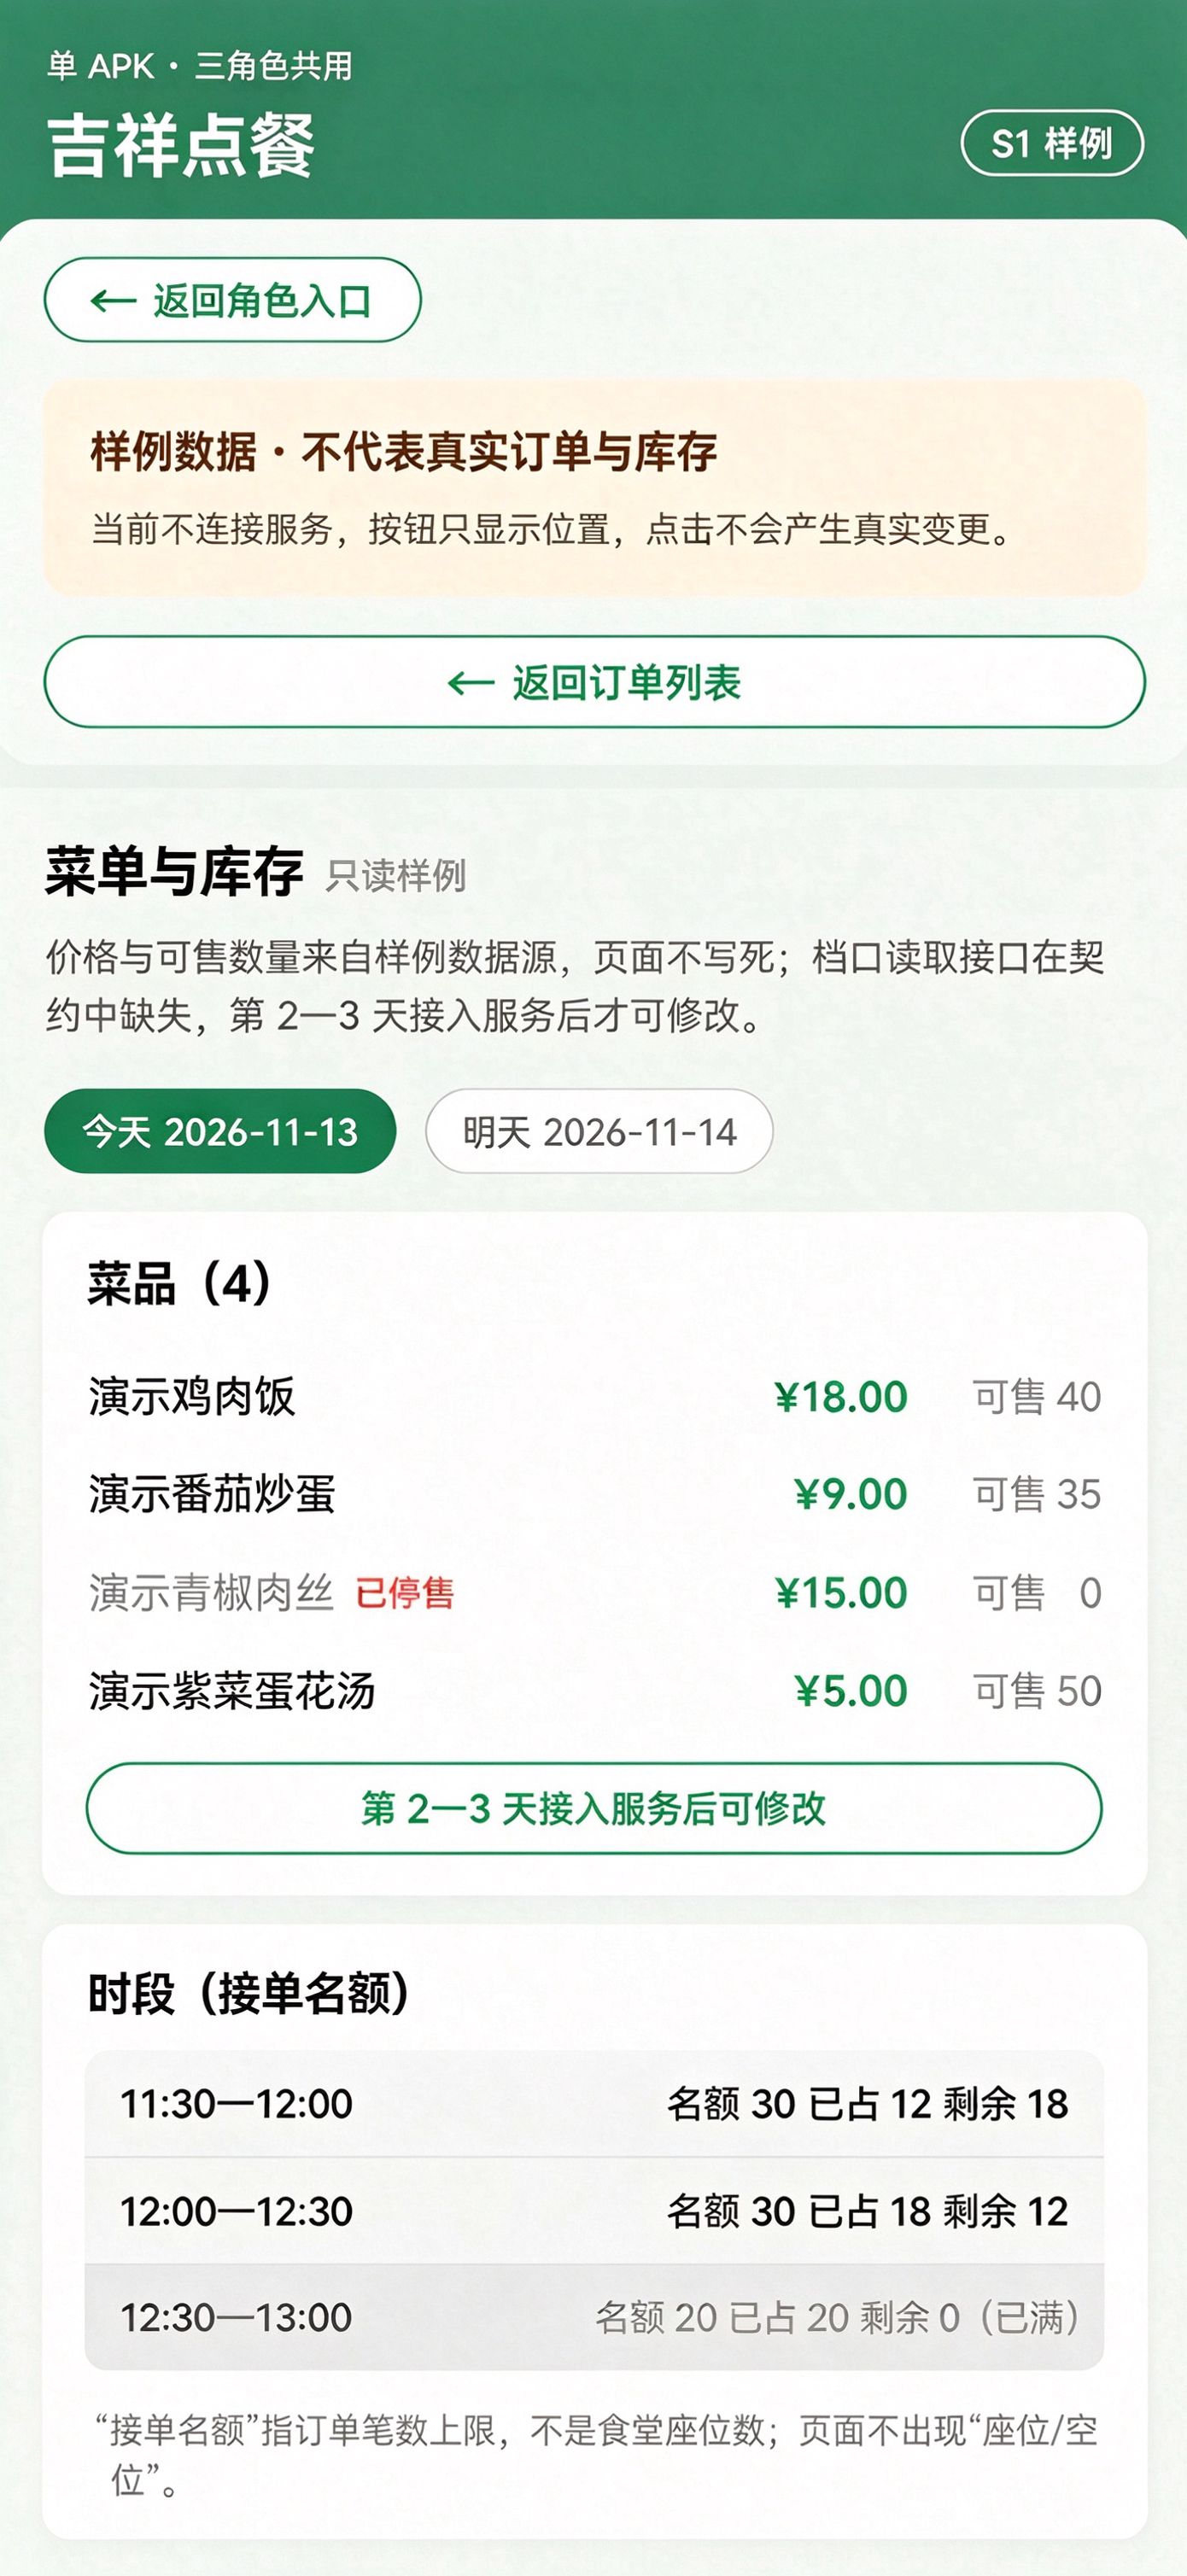 单 APK · 三角色共用
吉祥点餐
S1 样例
← 返回角色入口
样例数据 · 不代表真实订单与库存
当前不连接服务，按钮只显示位置，点击不会产生真实变更。
← 返回订单列表
菜单与库存 只读样例
价格与可售数量来自样例数据源，页面不写死；档口读取接口在契
约中缺失，第 2—3 天接入服务后才可修改。
今天 2026-11-13 明天 2026-11-14
菜品（4）
演示鸡肉饭 ¥18.00 可售 40
演示番茄炒蛋 ¥9.00 可售 35
演示青椒肉丝 已停售 ¥15.00 可售 0
演示紫菜蛋花汤 ¥5.00 可售 50
第 2—3 天接入服务后可修改
时段（接单名额）
11:30—12:00 名额 30 已占 12 剩余 18
12:00—12:30 名额 30 已占 18 剩余 12
12:30—13:00 名额 20 已占 20 剩余 0（已满）
“接单名额”指订单笔数上限，不是食堂座位数；页面不出现“座位/空
位”。